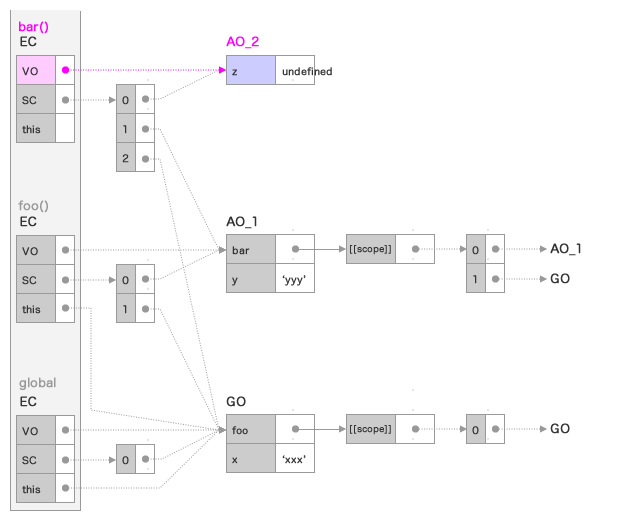 bar()
EC
AO_2
VO
z
undefined
SC
0
this
1
2
foo()
EC
AO_1
VO
bar
[[scope]]
0
AO_1
SC
0
y
‘yyy’
1
GO
this
1
global
EC
GO
VO
foo
[[scope]]
0
GO
SC
0
x
‘xxx’
this